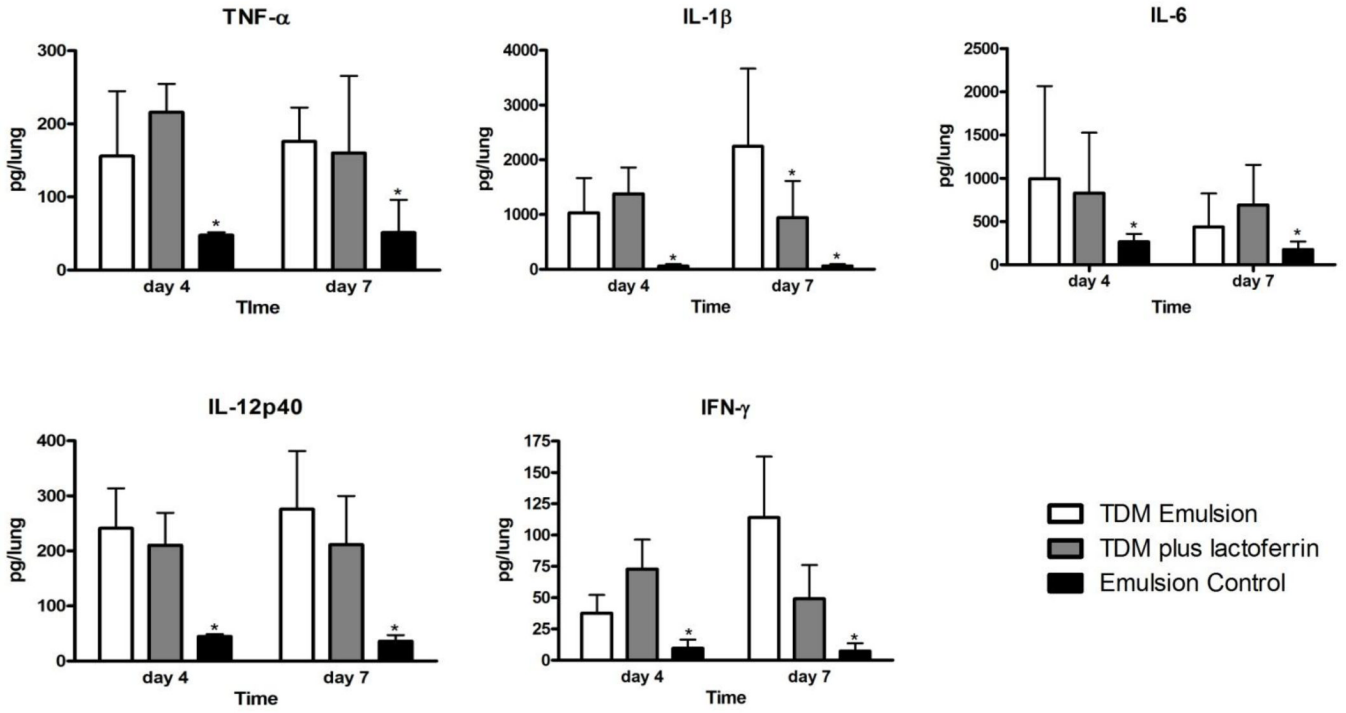 TNF-α
300
200
100
0
pg/lung
*
*
day 4 day 7
TIme
IL-1β
4000
3000
2000
1000
0
pg/lung
*
*
*
day 4 day 7
Time
IL-6
2500
2000
1500
1000
500
0
pg/lung
*
*
day 4 day 7
Time
IL-12p40
400
300
200
100
0
pg/lung
*
*
day 4 day 7
Time
IFN-γ
175
150
125
100
75
50
25
0
pg/lung
*
*
day 4 day 7
Time
TDM Emulsion
TDM plus lactoferrin
Emulsion Control